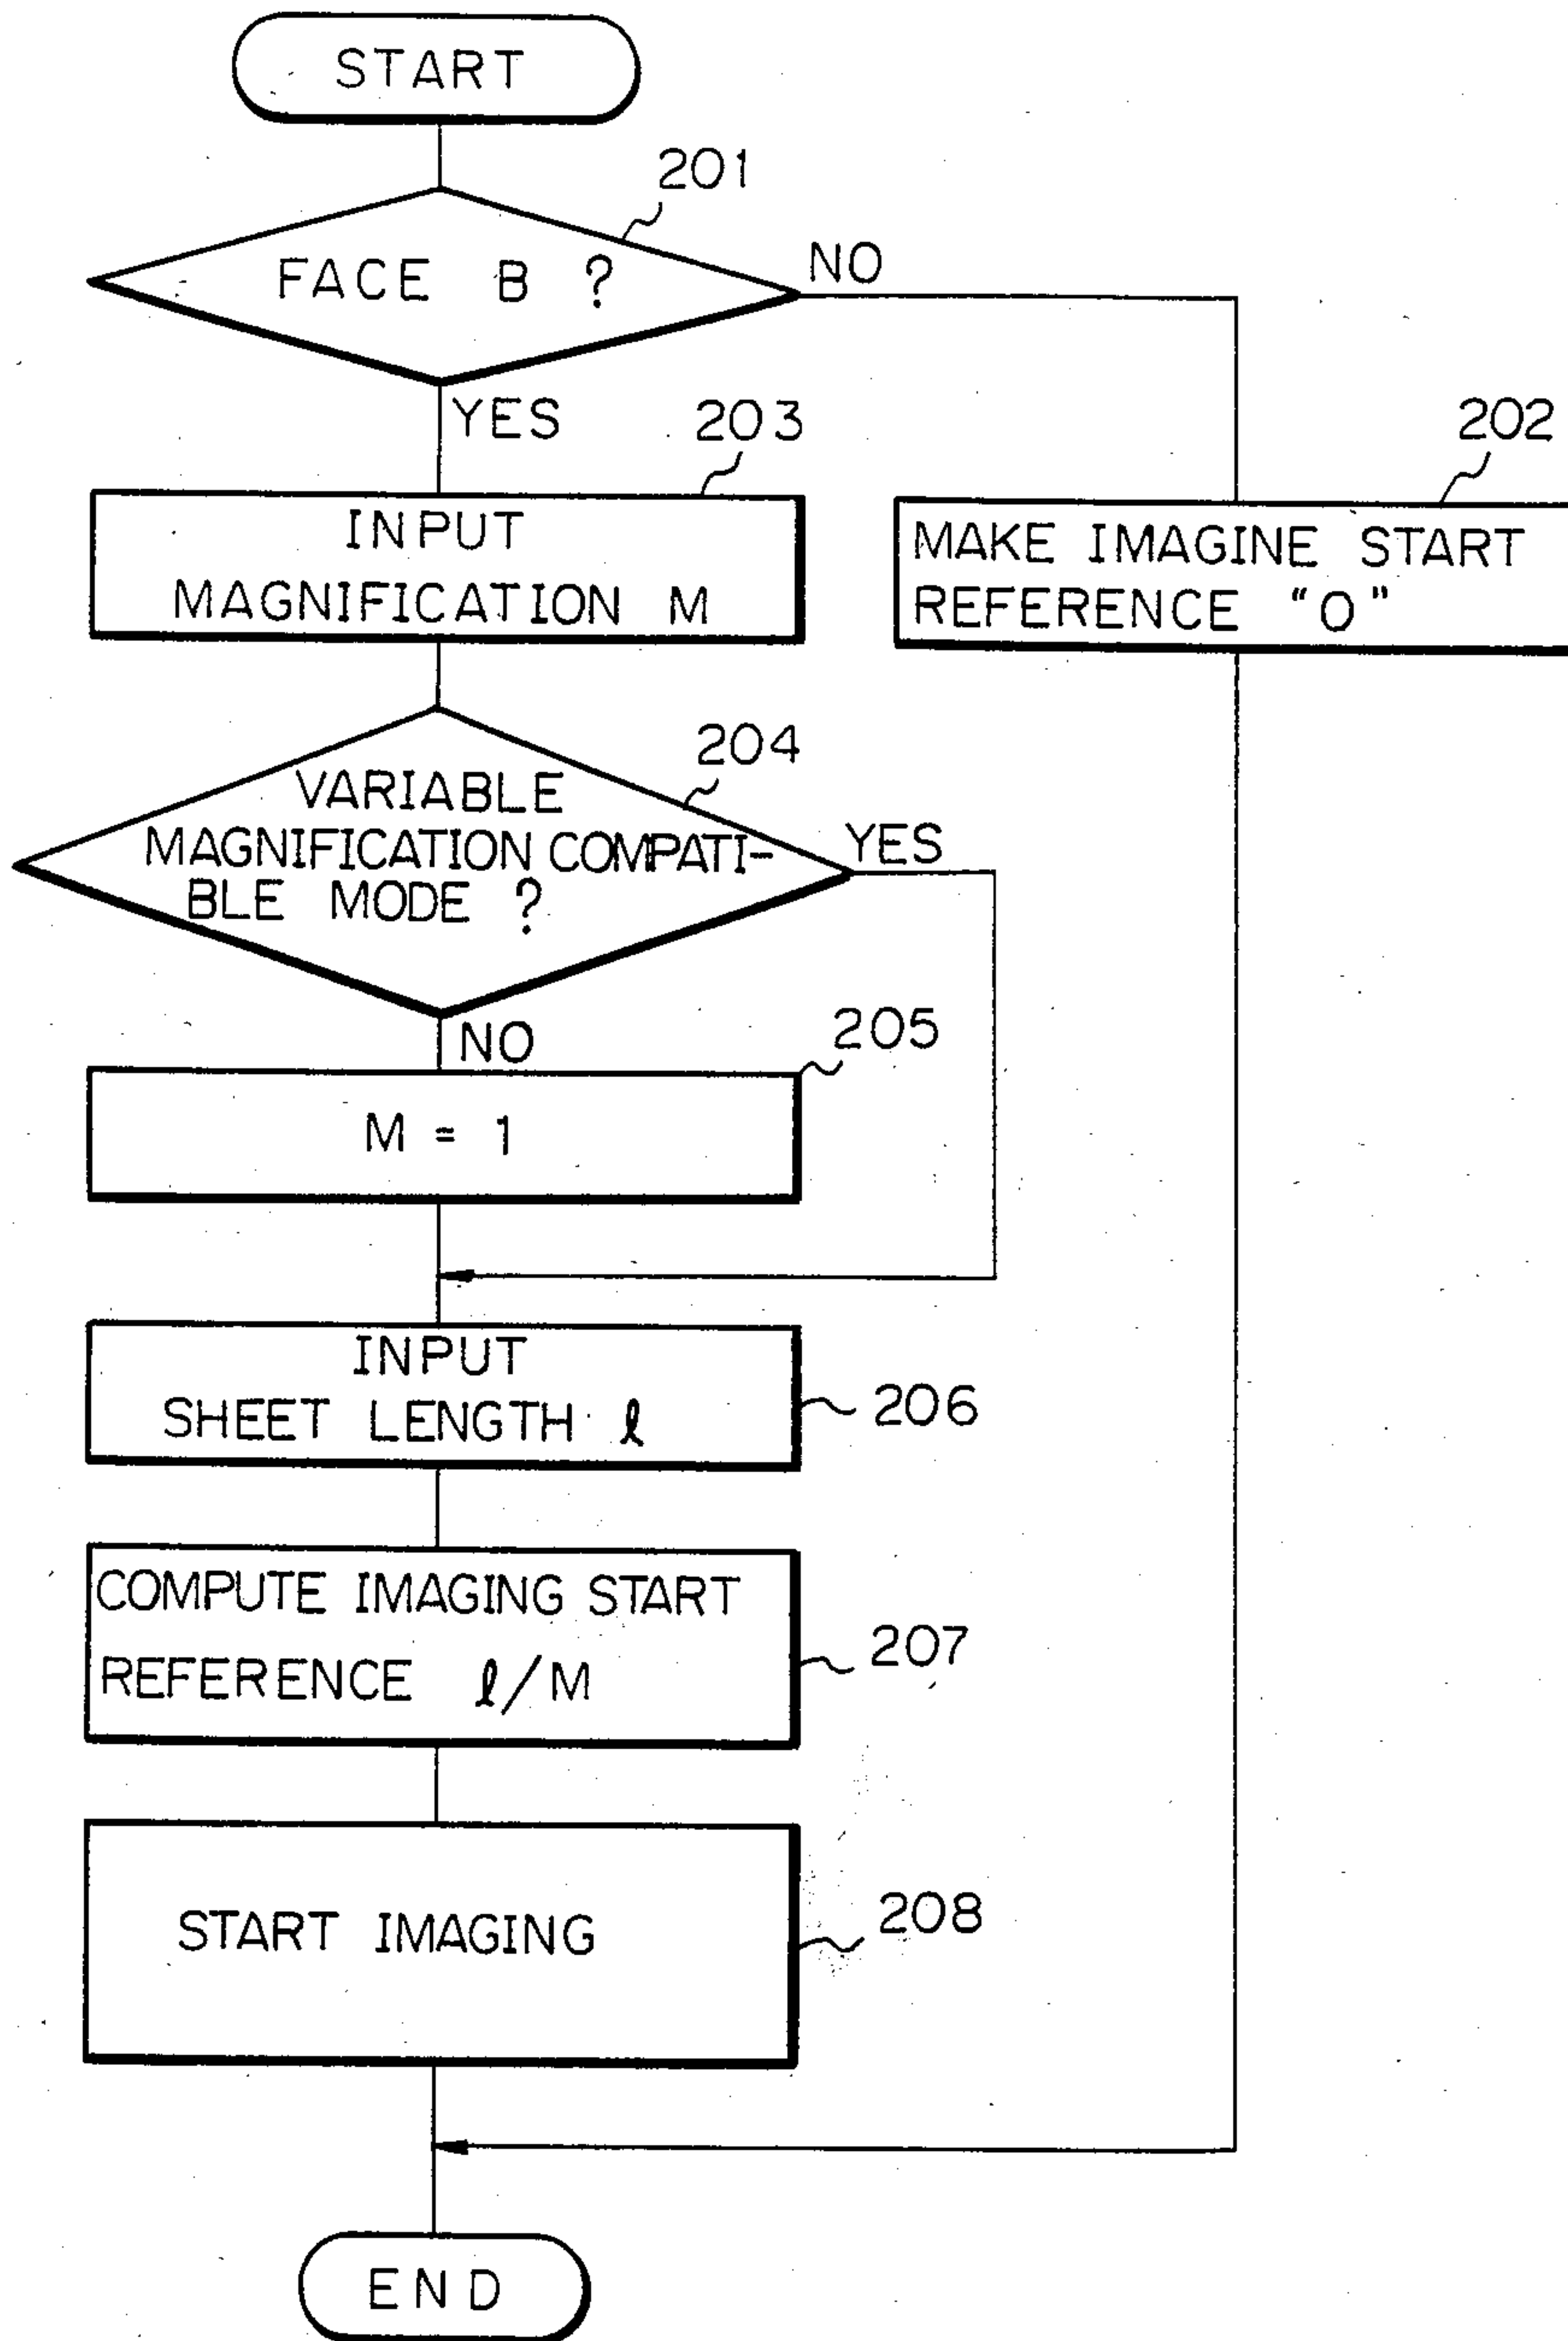 START
201
FACE B ?
NO
YES
203
202
INPUT
MAGNIFICATION M
MAKE IMAGINE START
REFERENCE "0"
204
VARIABLE
MAGNIFICATION COMPATI-
BLE MODE ?
YES
NO
205
M = 1
INPUT
SHEET LENGTH ℓ
206
COMPUTE IMAGING START
REFERENCE ℓ/M
207
START IMAGING
208
END